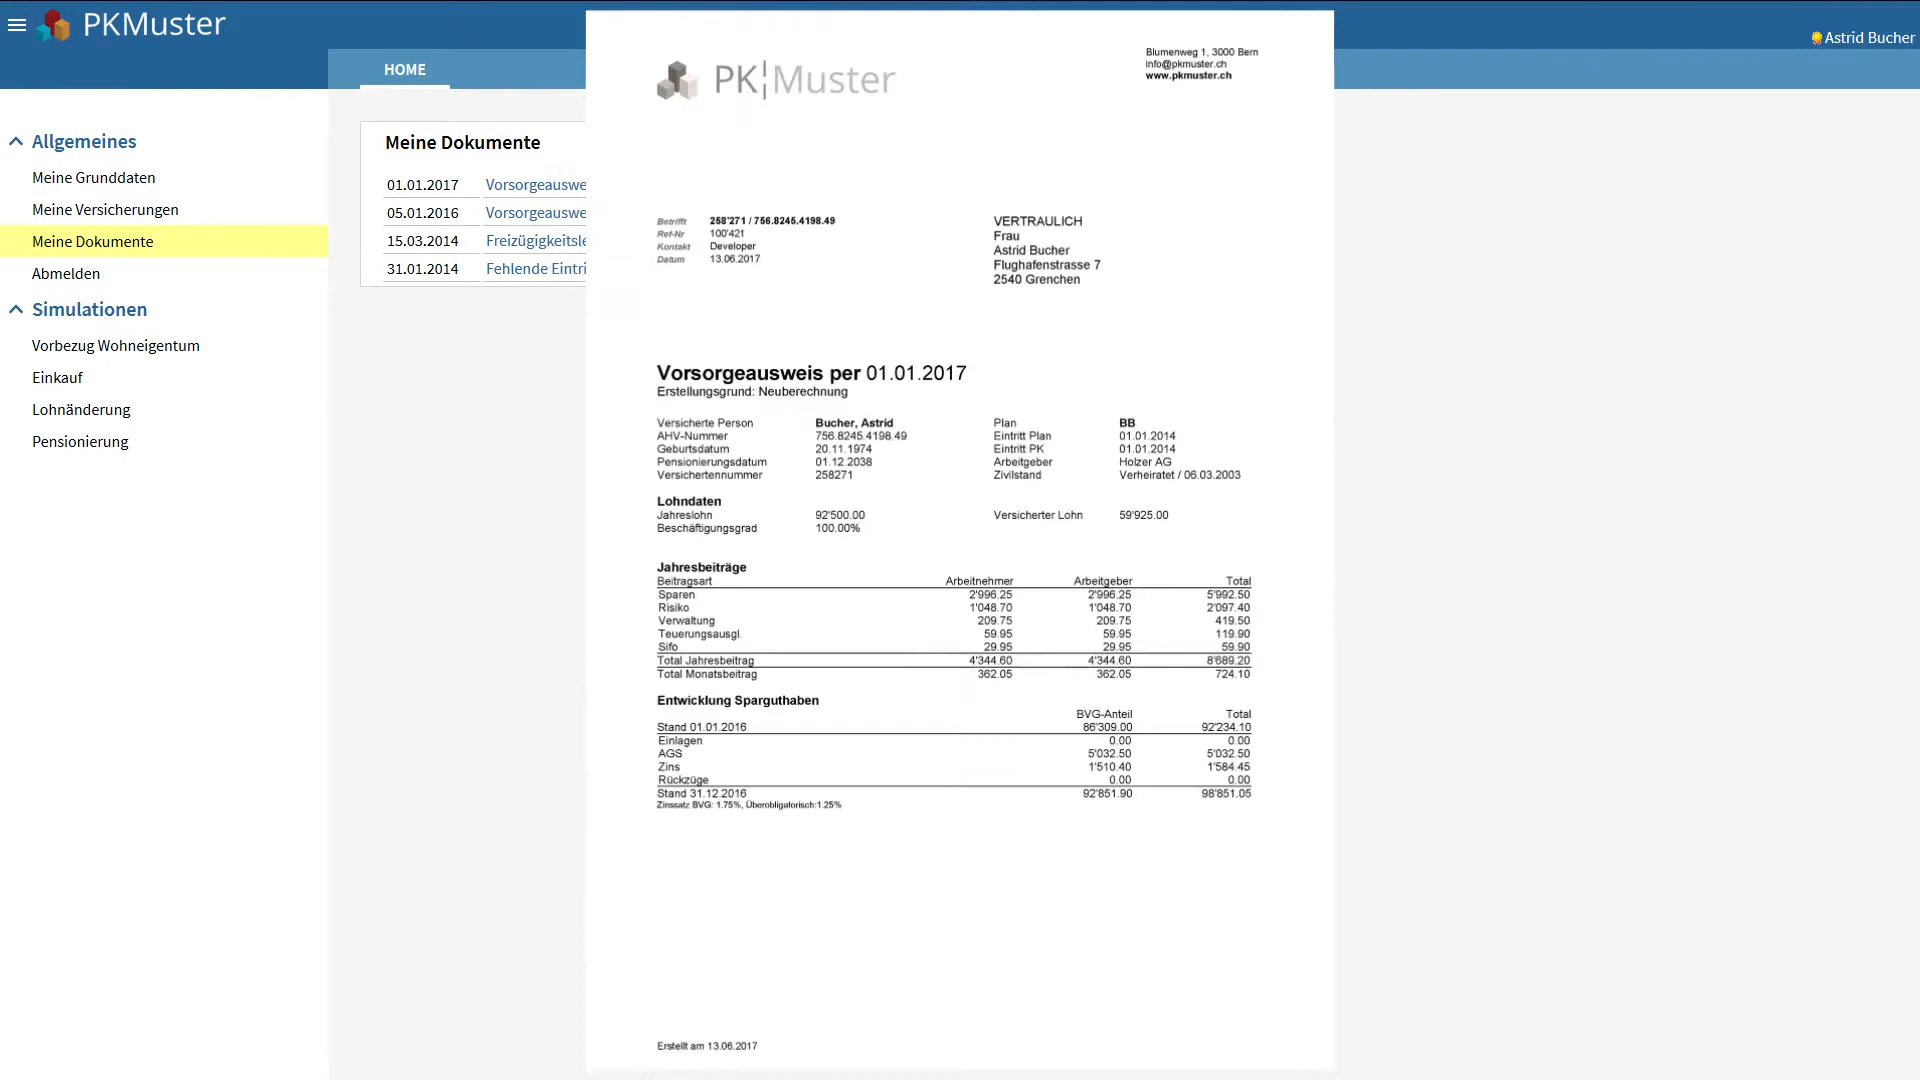 PKMuster
Astrid Bucher
HOME
Allgemeines
Meine Grunddaten
Meine Versicherungen
Meine Dokumente
Abmelden
Simulationen
Vorbezug Wohneigentum
Einkauf
Lohnänderung
Pensionierung
Meine Dokumente
01.01.2017 Vorsorgeauswe
05.01.2016 Vorsorgeauswe
15.03.2014 Freizügigkeitsle
31.01.2014 Fehlende Eintri
PK|Muster
Blumenweg 1, 3000 Bern
info@pkmuster.ch
www.pkmuster.ch
Betrifft 258'271 / 756.8245.4198.49
Ref-Nr 100'421
Kontakt Developer
Datum 13.06.2017
VERTRAULICH
Frau
Astrid Bucher
Flughafenstrasse 7
2540 Grenchen
Vorsorgeausweis per 01.01.2017
Erstellungsgrund: Neuberechnung
Versicherte Person Bucher, Astrid Plan BB
AHV-Nummer 756.8245.4198.49 Eintritt Plan 01.01.2014
Geburtsdatum 20.11.1974 Eintritt PK 01.01.2014
Pensionierungsdatum 01.12.2038 Arbeitgeber Holzer AG
Versichertennummer 258271 Zivilstand Verheiratet / 06.03.2003
Lohndaten
Jahreslohn 92'500.00 Versicherter Lohn 59'925.00
Beschäftigungsgrad 100.00%
Jahresbeiträge
Beitragsart Arbeitnehmer Arbeitgeber Total
Sparen 2'996.25 2'996.25 5'992.50
Risiko 1'048.70 1'048.70 2'097.40
Verwaltung 209.75 209.75 419.50
Teuerungsausgl. 59.95 59.95 119.90
Sifo 29.95 29.95 59.90
Total Jahresbeitrag 4'344.60 4'344.60 8'689.20
Total Monatsbeitrag 362.05 362.05 724.10
Entwicklung Sparguthaben
BVG-Anteil Total
Stand 01.01.2016 86'309.00 92'234.10
Einlagen 0.00 0.00
AGS 5'032.50 5'032.50
Zins 1'510.40 1'584.45
Rückzüge 0.00 0.00
Stand 31.12.2016 92'851.90 98'851.05
Zinssatz BVG: 1.75%, Überobligatorisch:1.25%
Erstellt am 13.06.2017